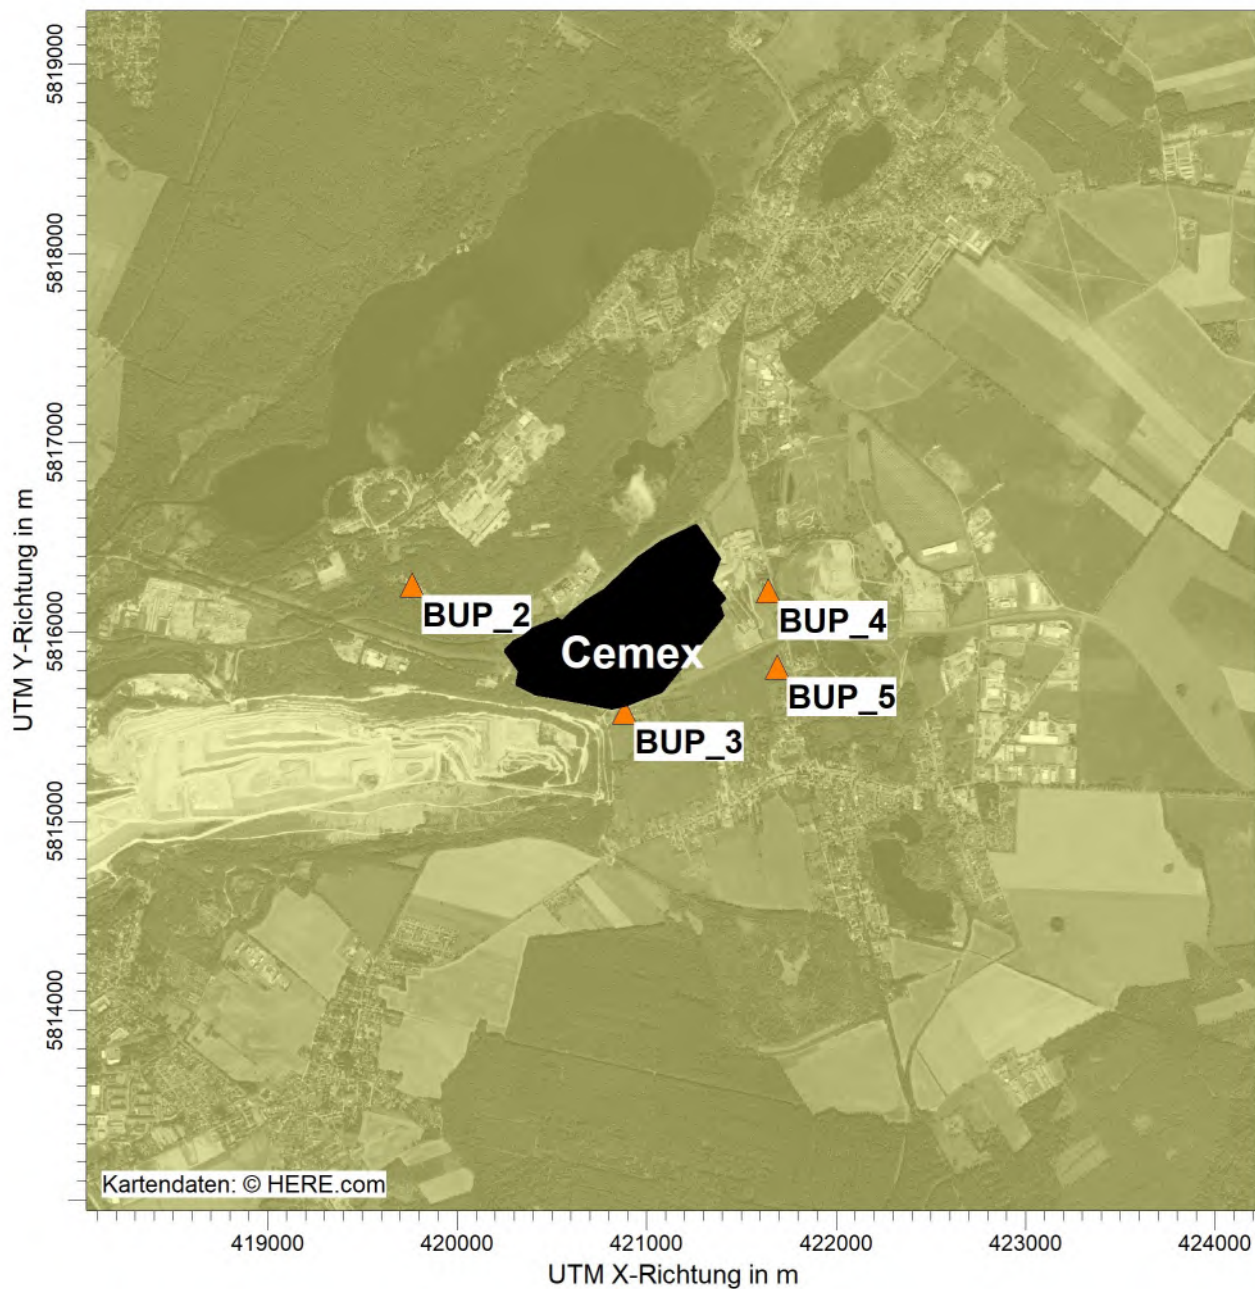 5819000
5818000
5817000
5816000
5815000
5814000
UTM Y-Richtung in m
BUP_2
BUP_4
Cemex
BUP_5
BUP_3
Kartendaten: © HERE.com
419000 420000 421000 422000 423000 424000
UTM X-Richtung in m